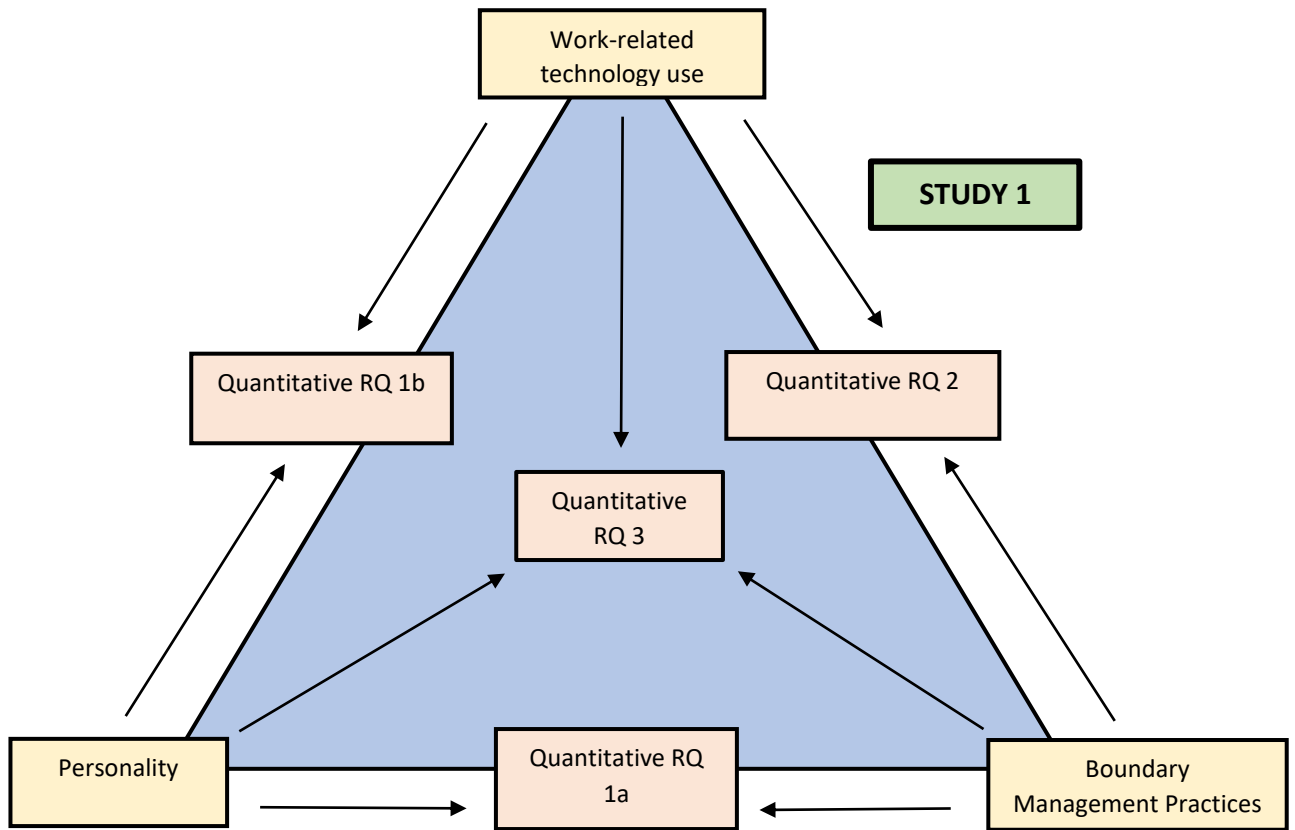 Work-related
technology use
STUDY 1
Quantitative RQ 1b
Quantitative RQ 2
Quantitative
RQ 3
Personality
Quantitative RQ
1a
Boundary
Management Practices